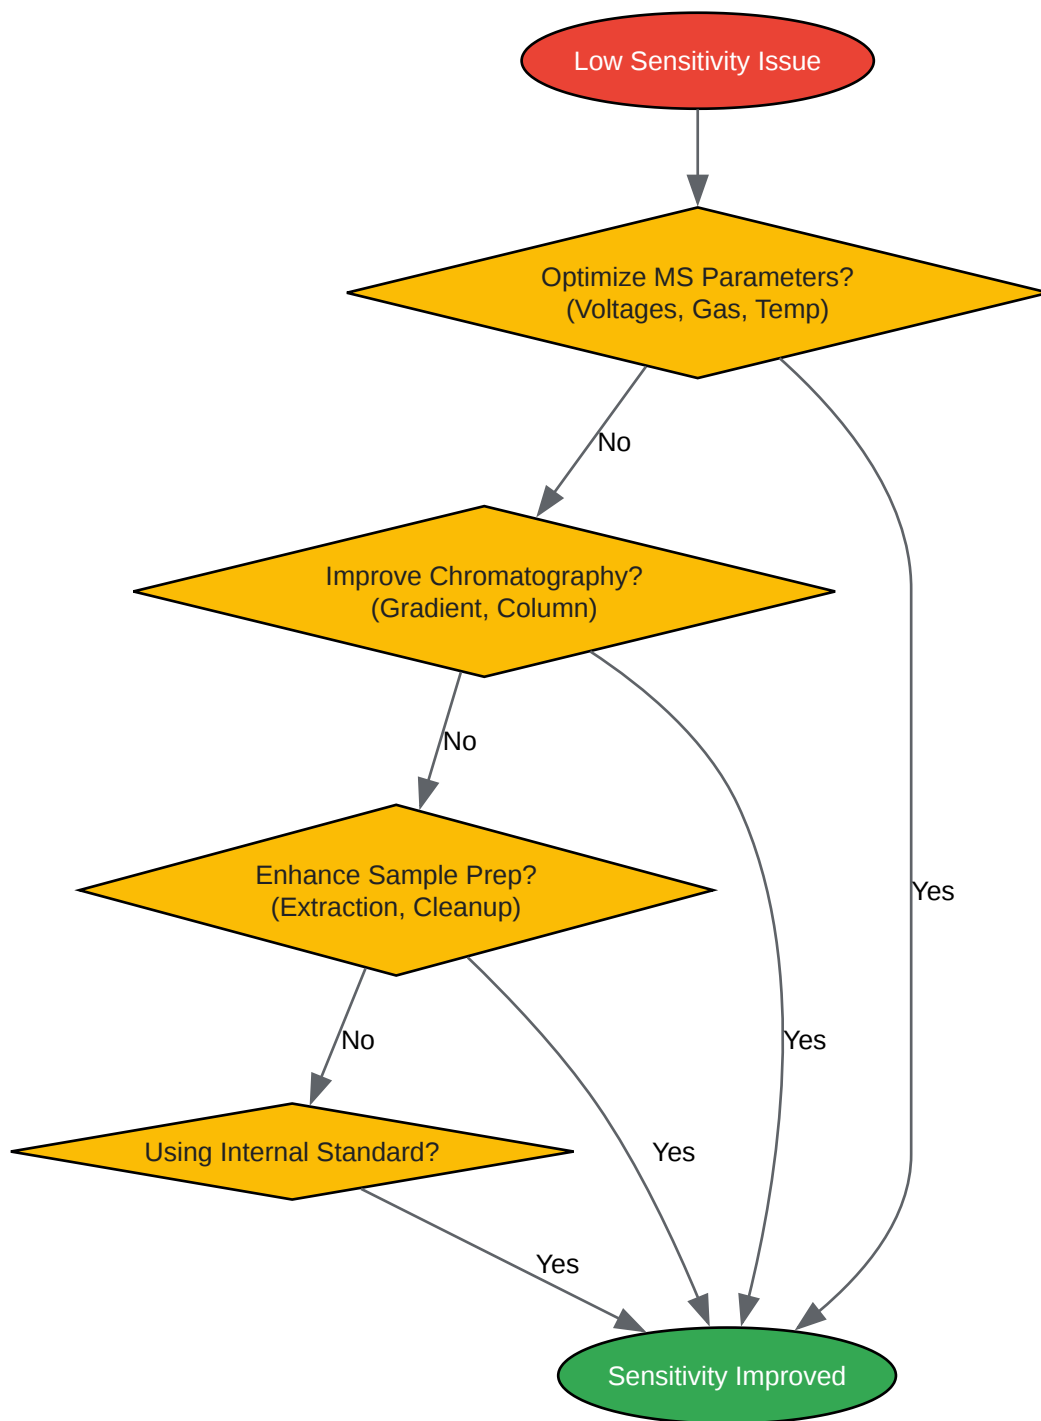 Low Sensitivity Issue
Optimize MS Parameters?
(Voltages, Gas, Temp)
No
Improve Chromatography?
(Gradient, Column)
No
Enhance Sample Prep?
(Extraction, Cleanup)
Yes
No
Yes
Using Internal Standard?
Yes
Yes
Sensitivity Improved